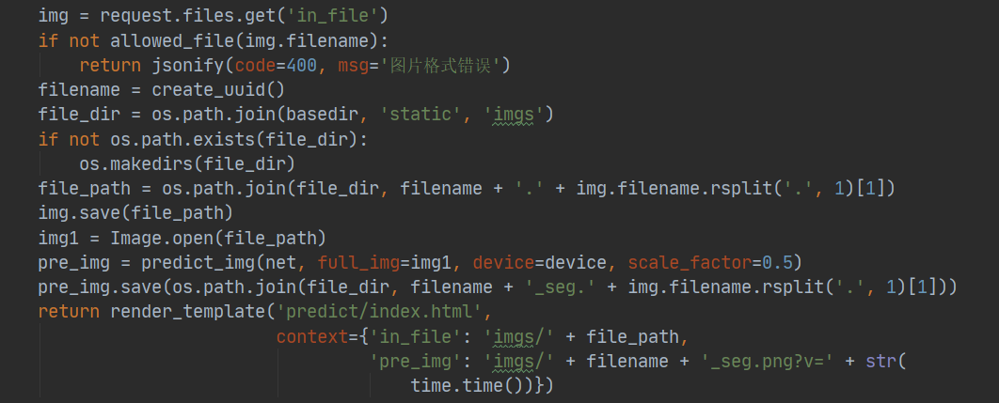 img = request.files.get('in_file')
if not allowed_file(img.filename):
    return jsonify(code=400, msg='图片格式错误')
filename = create_uuid()
file_dir = os.path.join(basedir, 'static', 'imgs')
if not os.path.exists(file_dir):
    os.makedirs(file_dir)
file_path = os.path.join(file_dir, filename + '.' + img.filename.rsplit('.', 1)[1])
img.save(file_path)
img1 = Image.open(file_path)
pre_img = predict_img(net, full_img=img1, device=device, scale_factor=0.5)
pre_img.save(os.path.join(file_dir, filename + '_seg.' + img.filename.rsplit('.', 1)[1]))
return render_template('predict/index.html',
                       context={'in_file': 'imgs/' + file_path,
                                'pre_img': 'imgs/' + filename + '_seg.png?v=' + str(
                                    time.time())})